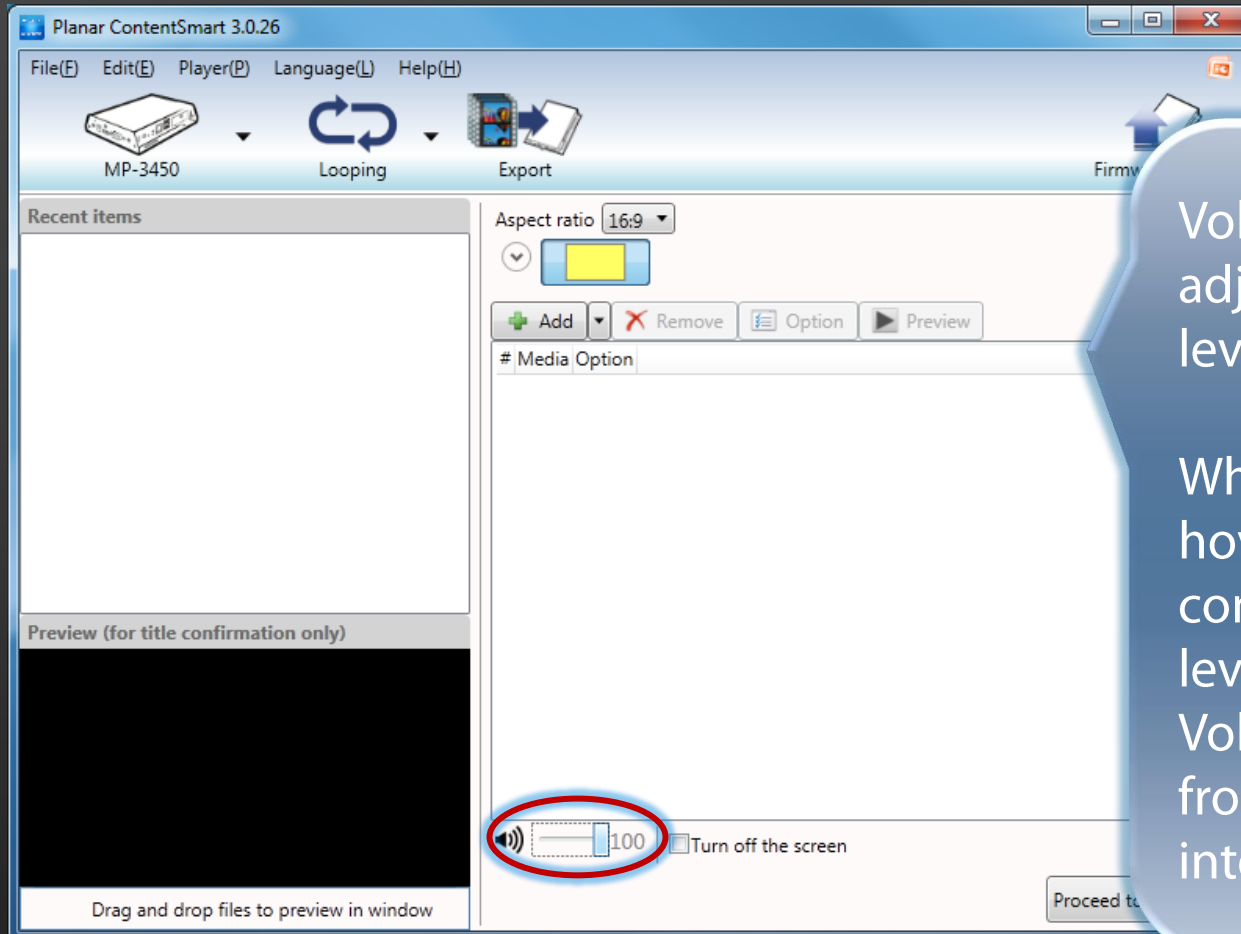 Planar ContentSmart 3.0.26
File(F) Edit(E) Player(P) Language(L) Help(H)
MP-3450 Looping Export
Recent items
Aspect ratio 16:9
Add Remove Option Preview
# Media Option
Preview (for title confirmation only)
100 Turn off the screen
Drag and drop files to preview in window
Proceed